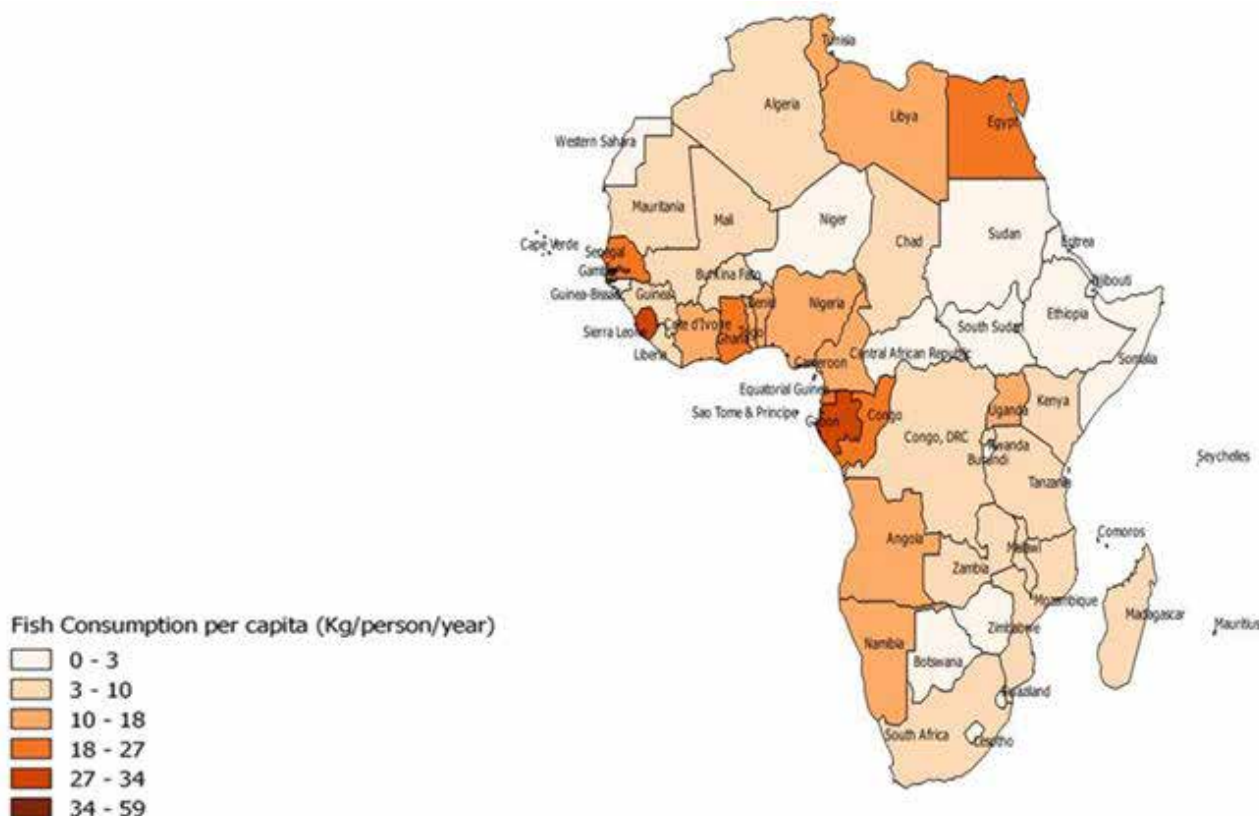 Tunisia
Algeria
Libya
Egypt
Western Sahara
Mauritania
Mali
Niger
Chad
Sudan
Eritrea
Cape Verde
Senegal
Gambia
Burkina Faso
Djibouti
Guinea-Bissau
Guinea
Benin
Nigeria
Ethiopia
South Sudan
Sierra Leone
Cote d'Ivoire
Ghana
Togo
Central African Republic
Somalia
Liberia
Cameroon
Equatorial Guinea
Sao Tome & Principe
Gabon
Congo
Uganda
Kenya
Congo, DRC
Rwanda
Burundi
Seychelles
Tanzania
Comoros
Angola
Malawi
Zambia
Mozambique
Madagascar
Mauritius
Fish Consumption per capita (Kg/person/year)
Zimbabwe
Namibia
0 - 3
Botswana
3 - 10
Swaziland
10 - 18
South Africa
Lesotho
18 - 27
27 - 34
34 - 59